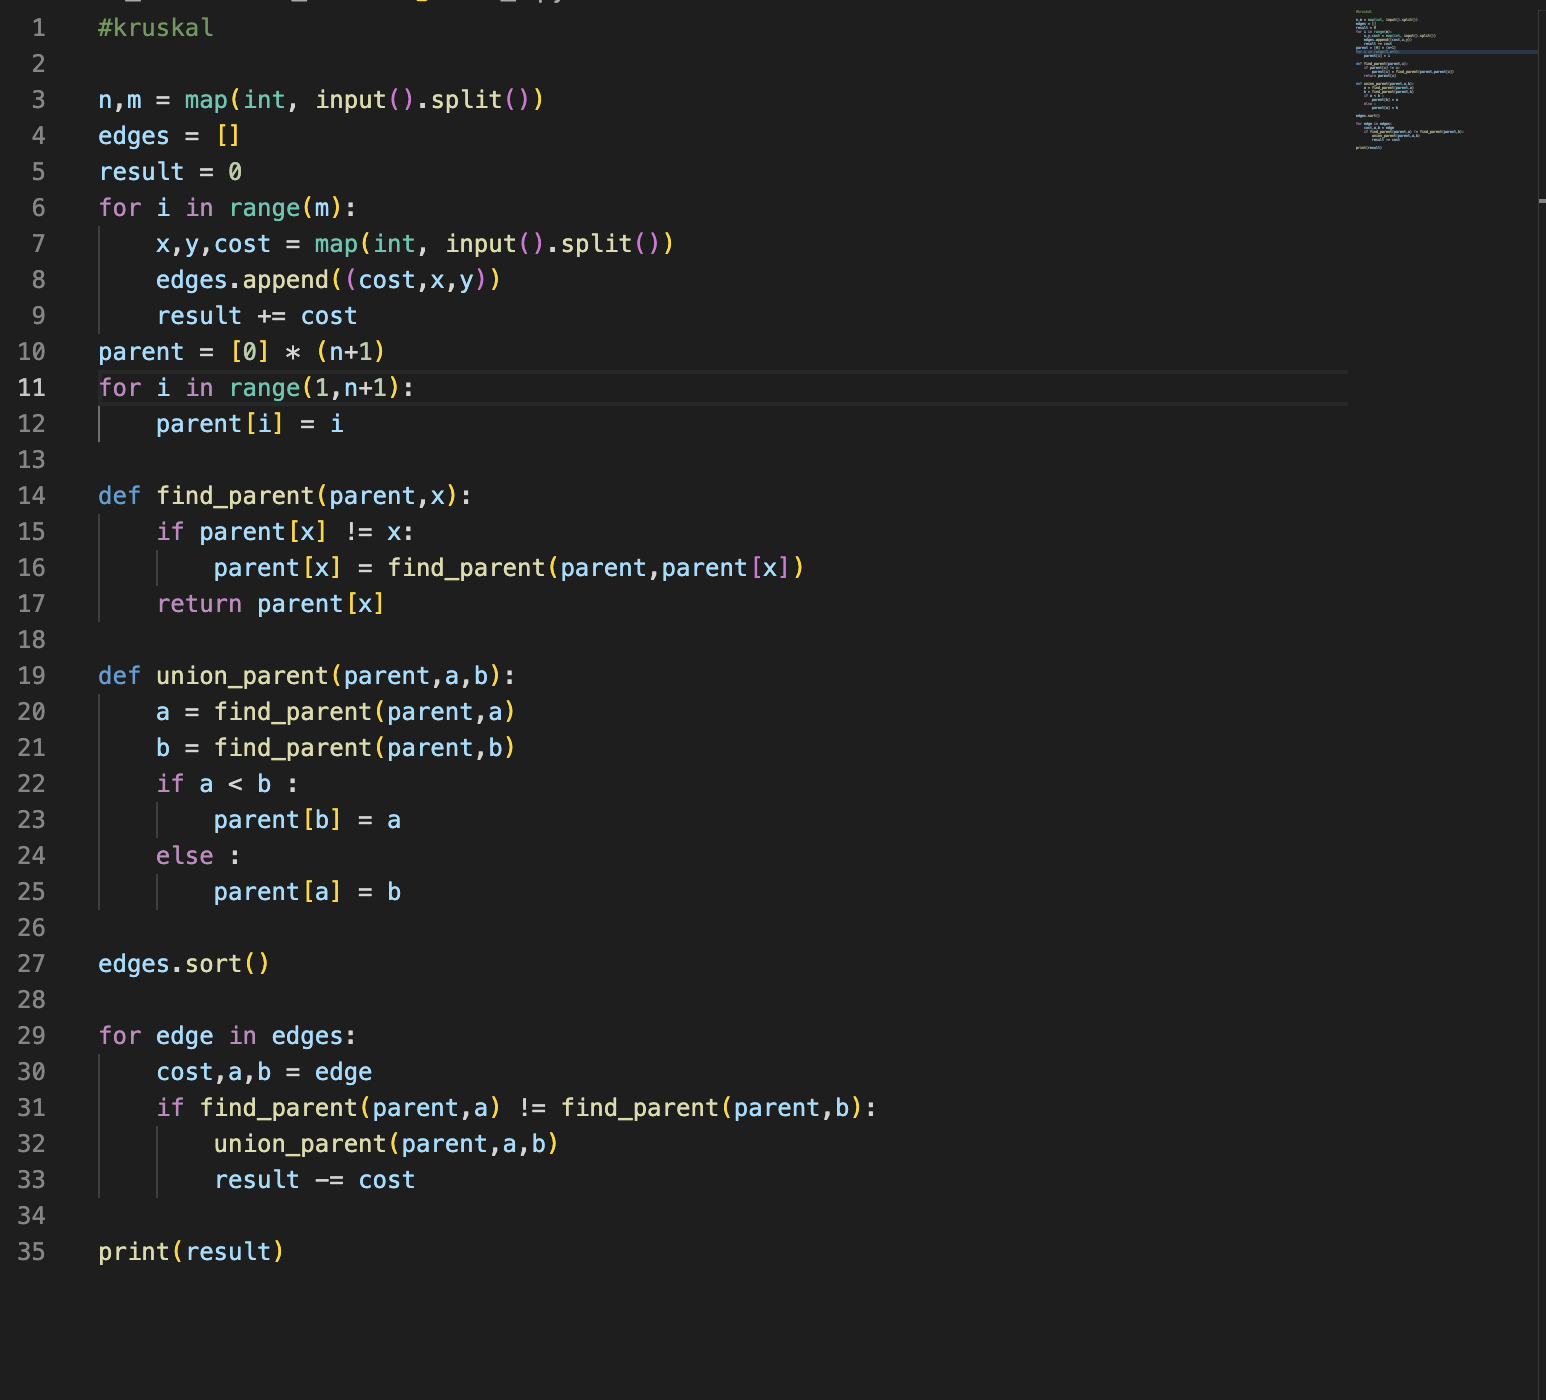 1 #kruskal
2
3 n,m = map(int, input().split())
4 edges = []
5 result = 0
6 for i in range(m):
7     x,y,cost = map(int, input().split())
8     edges.append((cost,x,y))
9     result += cost
10 parent = [0] * (n+1)
11 for i in range(1,n+1):
12     parent[i] = i
13
14 def find_parent(parent,x):
15     if parent[x] != x:
16         parent[x] = find_parent(parent,parent[x])
17     return parent[x]
18
19 def union_parent(parent,a,b):
20     a = find_parent(parent,a)
21     b = find_parent(parent,b)
22     if a < b :
23         parent[b] = a
24     else :
25         parent[a] = b
26
27 edges.sort()
28
29 for edge in edges:
30     cost,a,b = edge
31     if find_parent(parent,a) != find_parent(parent,b):
32         union_parent(parent,a,b)
33         result -= cost
34
35 print(result)